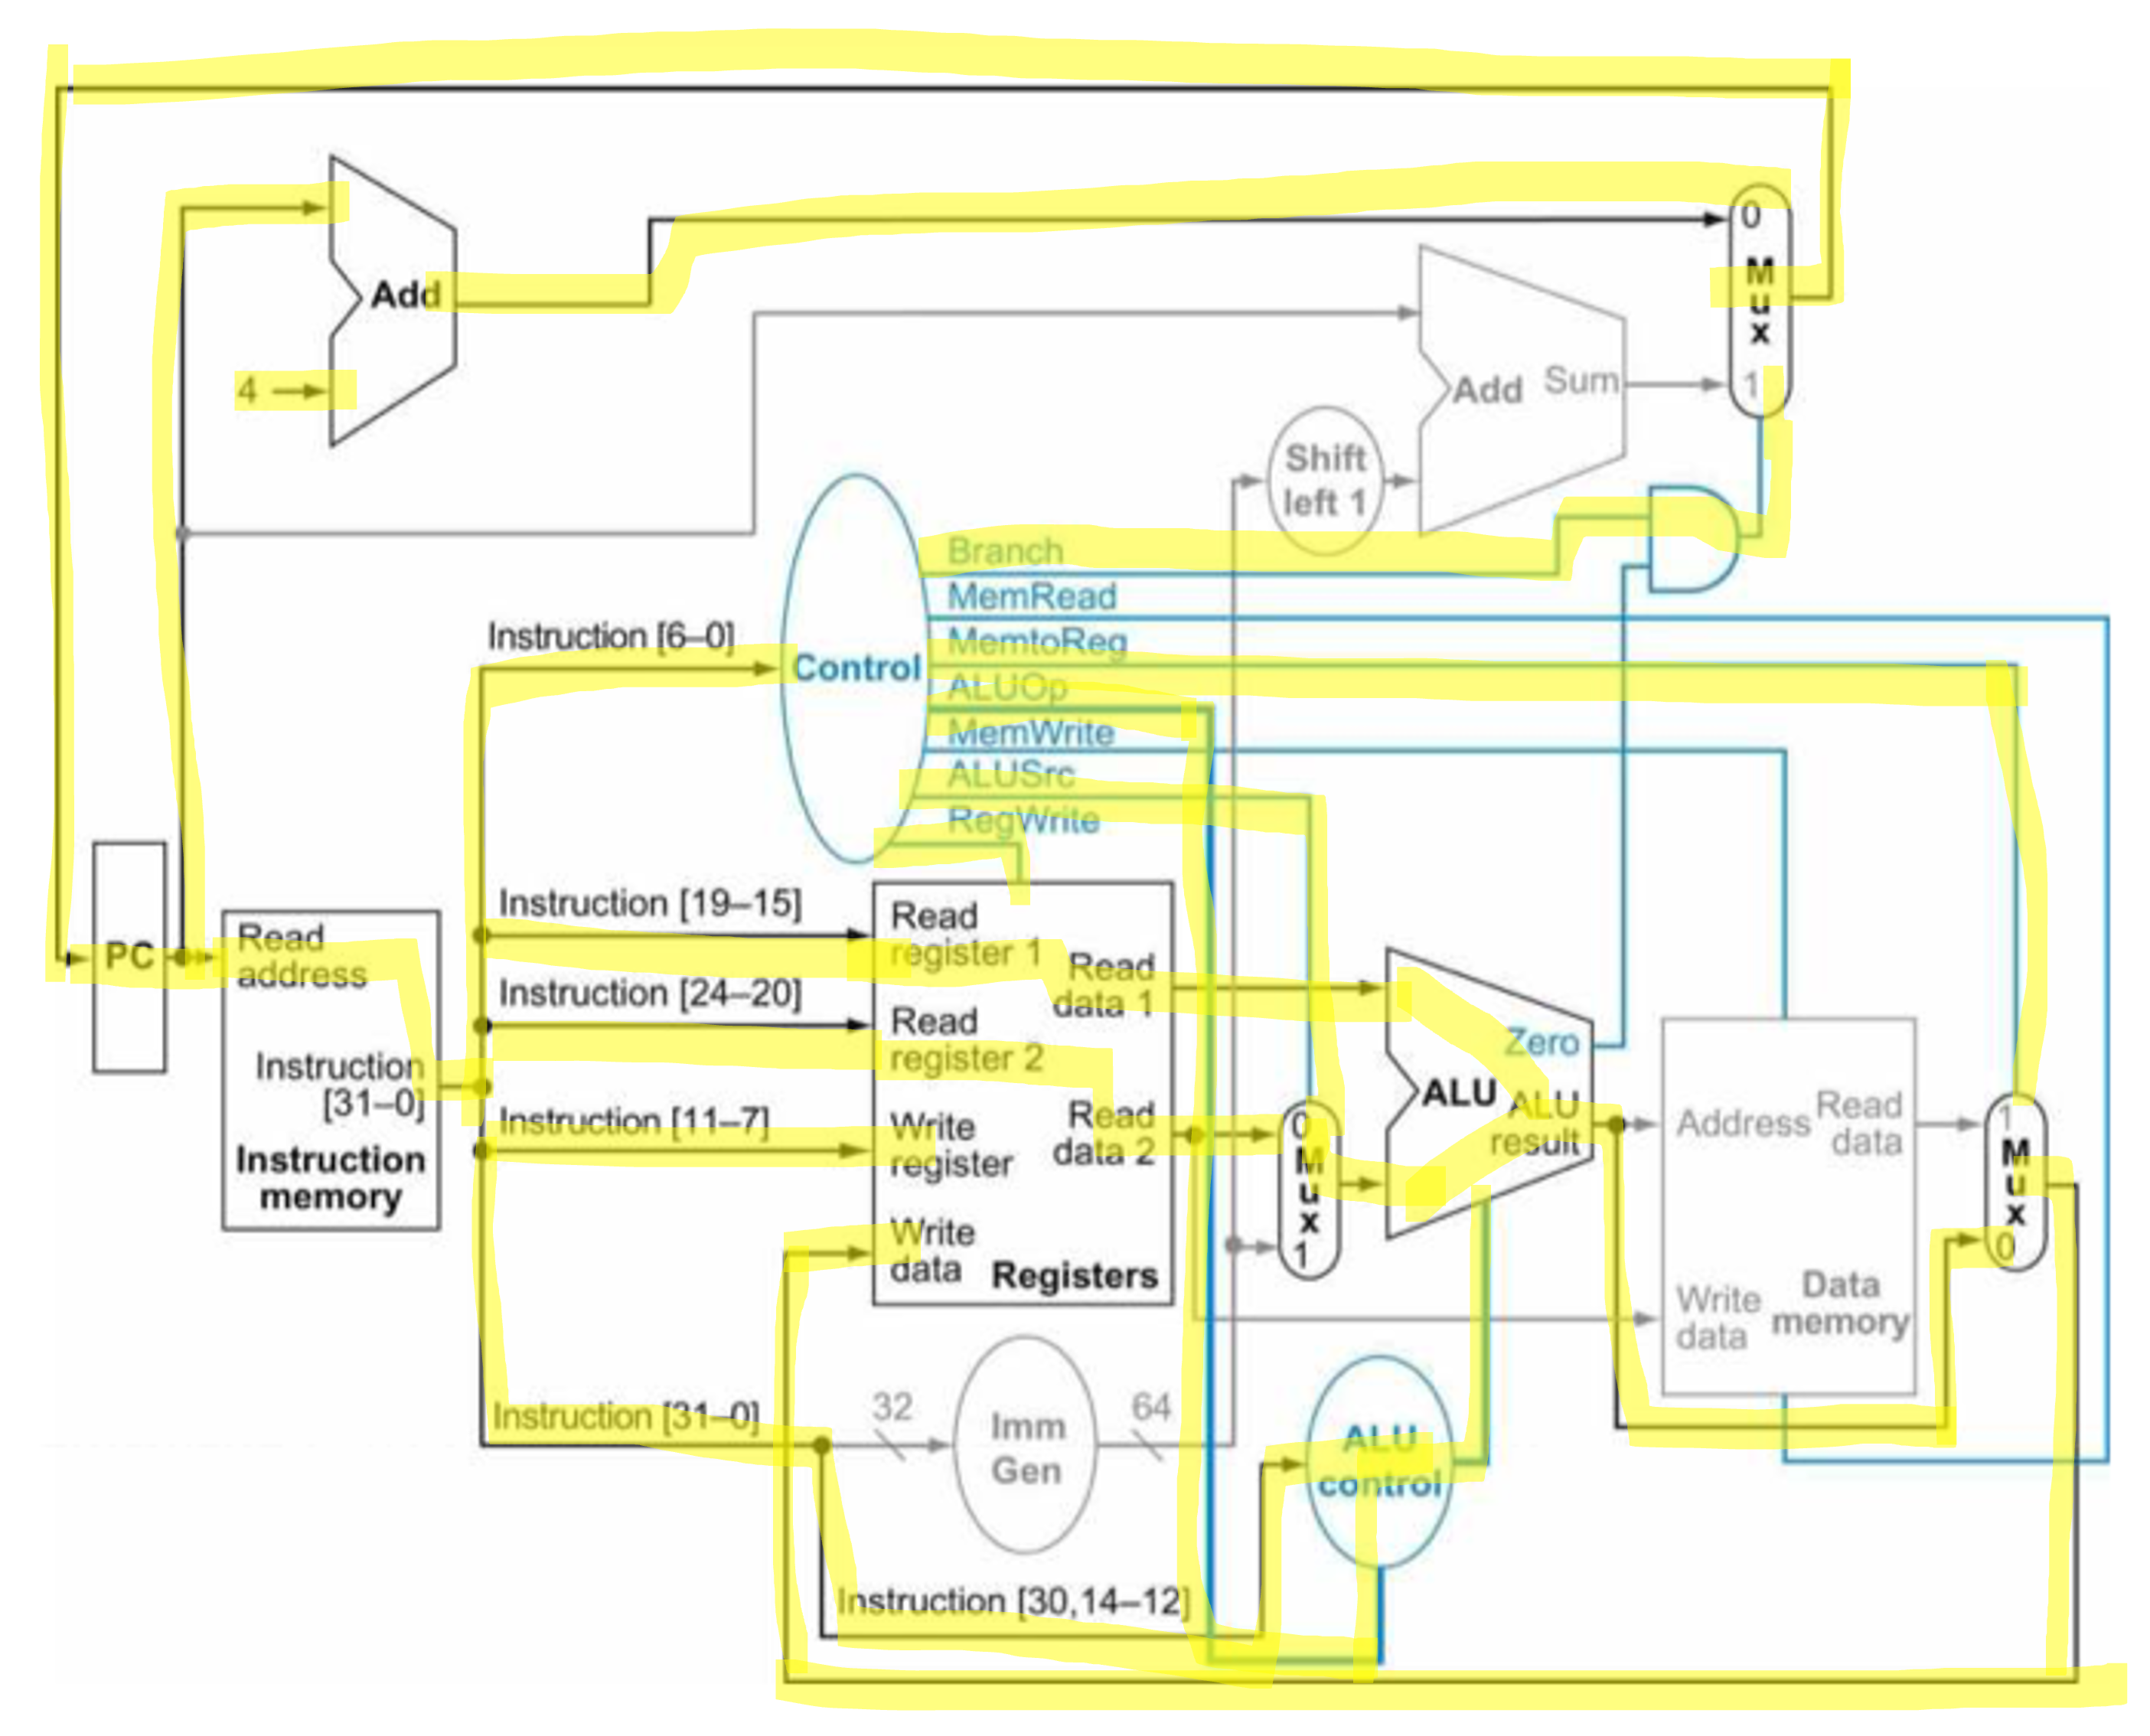 Add
4
0
M
u
x
1
Add Sum
Shift
left 1
Branch
MemRead
MemtoReg
ALUOp
MemWrite
ALUSrc
RegWrite
Control
Instruction [6–0]
Instruction [19–15]
Instruction [24–20]
Instruction [11–7]
PC
Read
address
Instruction
[31–0]
Instruction
memory
Read
register 1
Read
data 1
Read
register 2
Write
register
Read
data 2
Write
data
Registers
0
M
u
x
1
Zero
ALU
ALU
result
Address
Read
data
Write
data
Data
memory
1
M
u
x
0
Instruction [31–0]
32
Imm
Gen
64
ALU
control
Instruction [30,14–12]